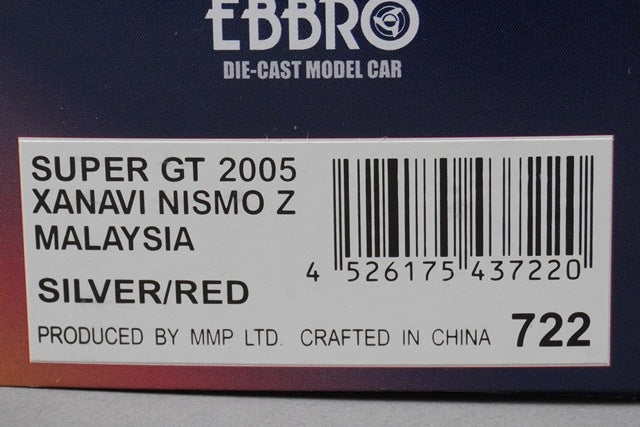 EBBRO
DIE-CAST MODEL CAR
SUPER GT 2005
XANAVI NISMO Z
MALAYSIA
SILVER/RED
4 526175 437220
PRODUCED BY MMP LTD. CRAFTED IN CHINA 722